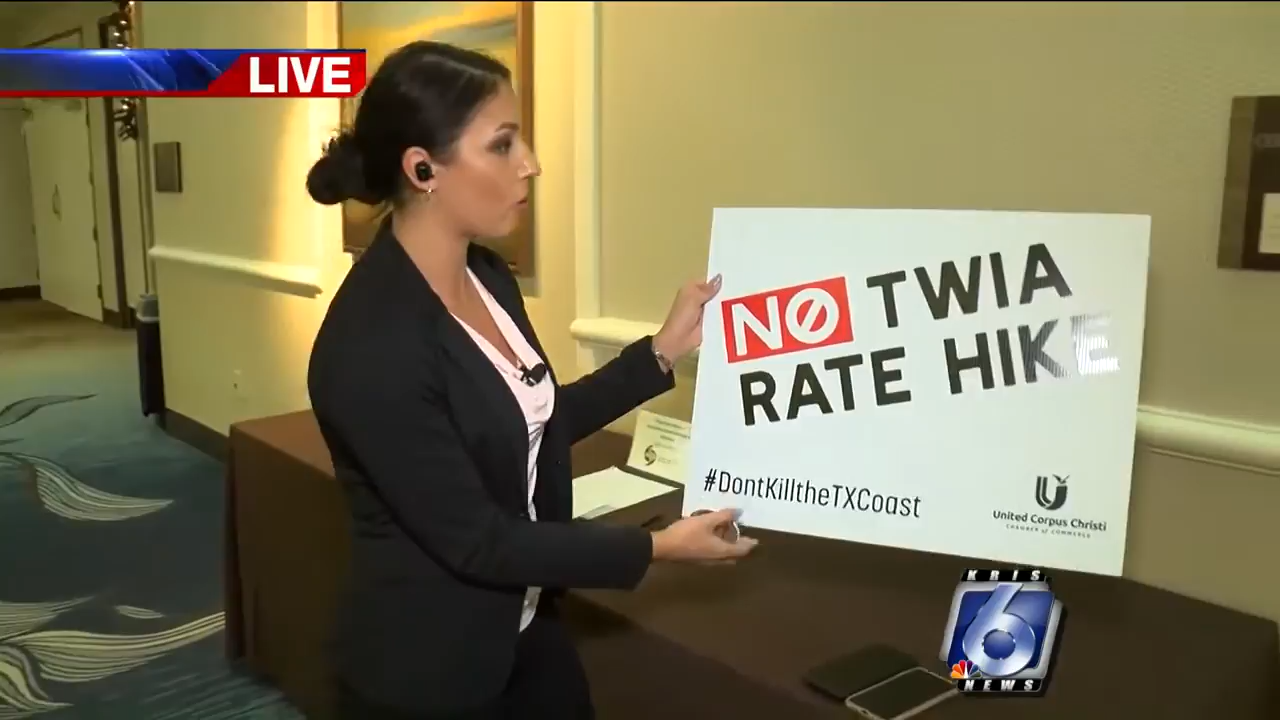 LIVE
NO TWIA
RATE HIKE
#DontKilltheTXCoast
United Corpus Christi
CHAMBER of COMMERCE
KRIS
6
NEWS